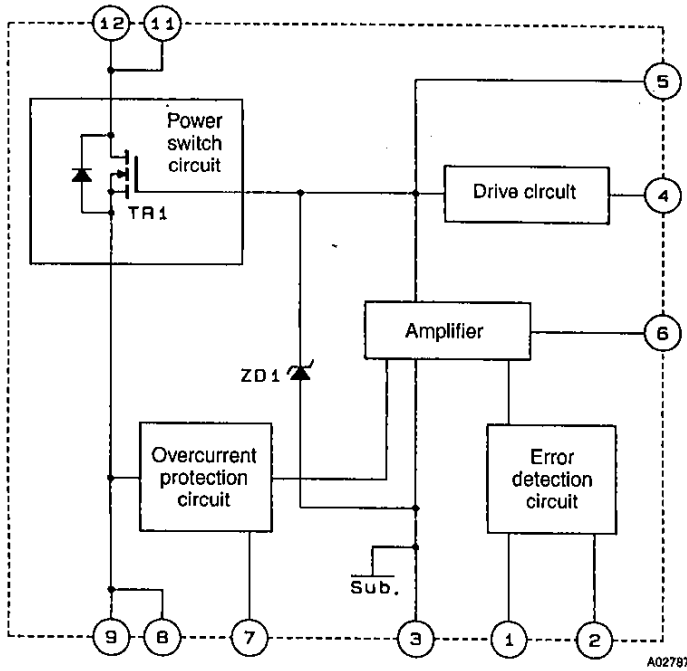 12 11
Power
switch
circuit
5
Drive circuit
4
TR1
Amplifier
6
ZD1
Overcurrent
protection
circuit
Error
detection
circuit
Sub.
9 8 7 3 1 2
A02787